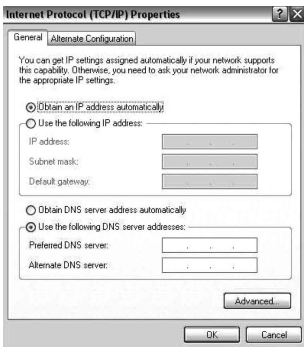 Internet Protocol (TCP/IP) Properties
General
Alternate Configuration
You can get IP settings assigned automatically if your network supports
this capability. Otherwise, you need to ask your network administrator for
the appropriate IP settings.
Obtain an IP address automatically
Use the following IP address:
IP address:
Subnet mask:
Default gateway:
Obtain DNS server address automatically
Use the following DNS server addresses:
Preferred DNS server:
Alternate DNS server:
Advanced...
OK
Cancel